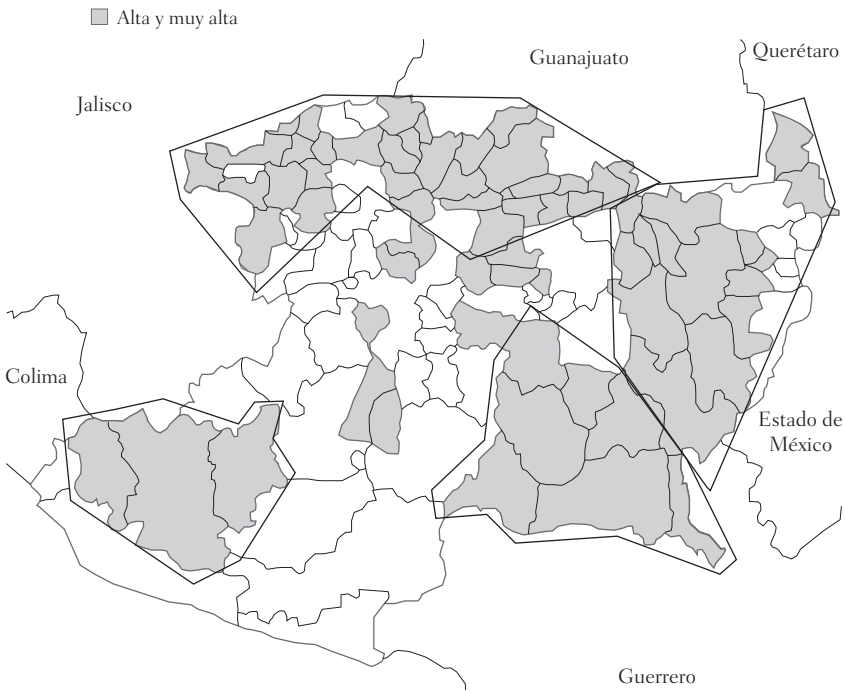 Alta y muy alta
Guanajuato
Querétaro
Jalisco
Colima
Estado de
México
Guerrero